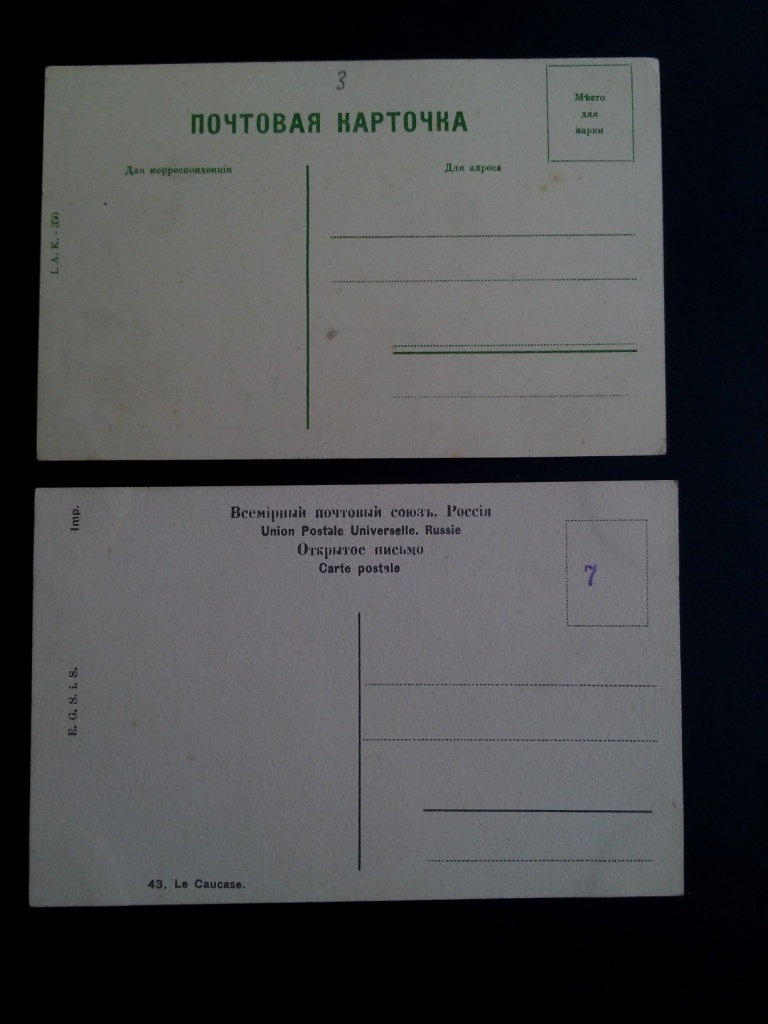 3
ПОЧТОВАЯ КАРТОЧКА
Мѣсто
для
марки
Для корреспонденціи
Для адреса
I. A. K. - 350
Imp.
Всемірный почтовый союзъ. Россія
Union Postale Universelle. Russie
Открытое письмо
Carte postale
7
E. G. S. i. S.
43. Le Caucase.